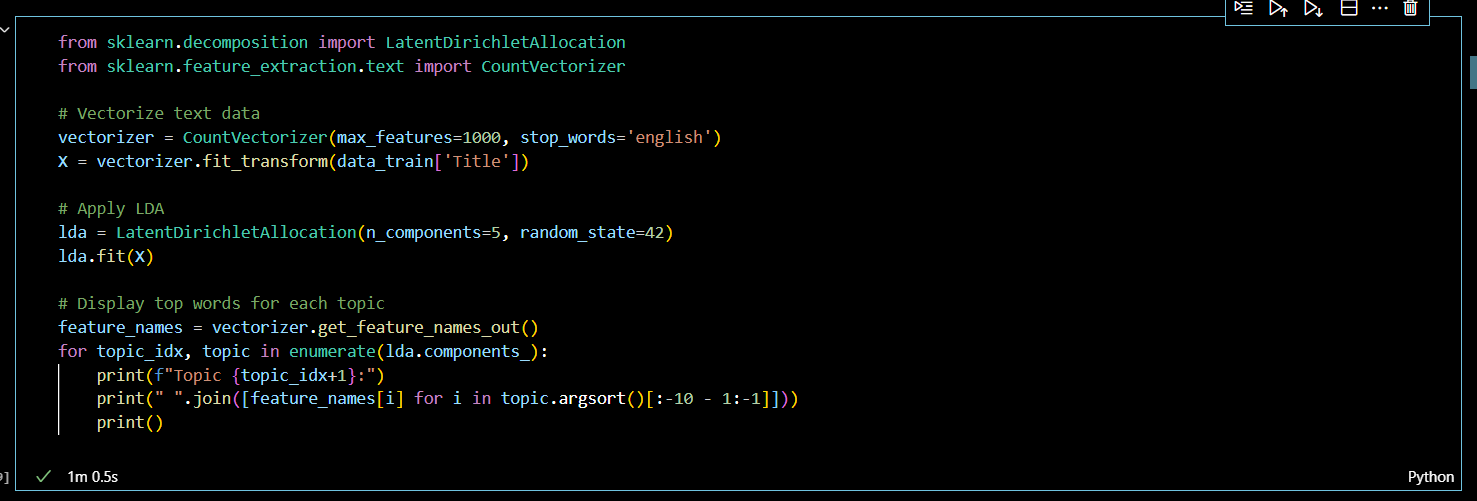 from sklearn.decomposition import LatentDirichletAllocation
from sklearn.feature_extraction.text import CountVectorizer
# Vectorize text data
vectorizer = CountVectorizer(max_features=1000, stop_words='english')
X = vectorizer.fit_transform(data_train['Title'])
# Apply LDA
lda = LatentDirichletAllocation(n_components=5, random_state=42)
lda.fit(X)
# Display top words for each topic
feature_names = vectorizer.get_feature_names_out()
for topic_idx, topic in enumerate(lda.components_):
    print(f"Topic {topic_idx+1}:")
    print(" ".join([feature_names[i] for i in topic.argsort()[:-10 - 1:-1]]))
    print()
1m 0.5s
Python